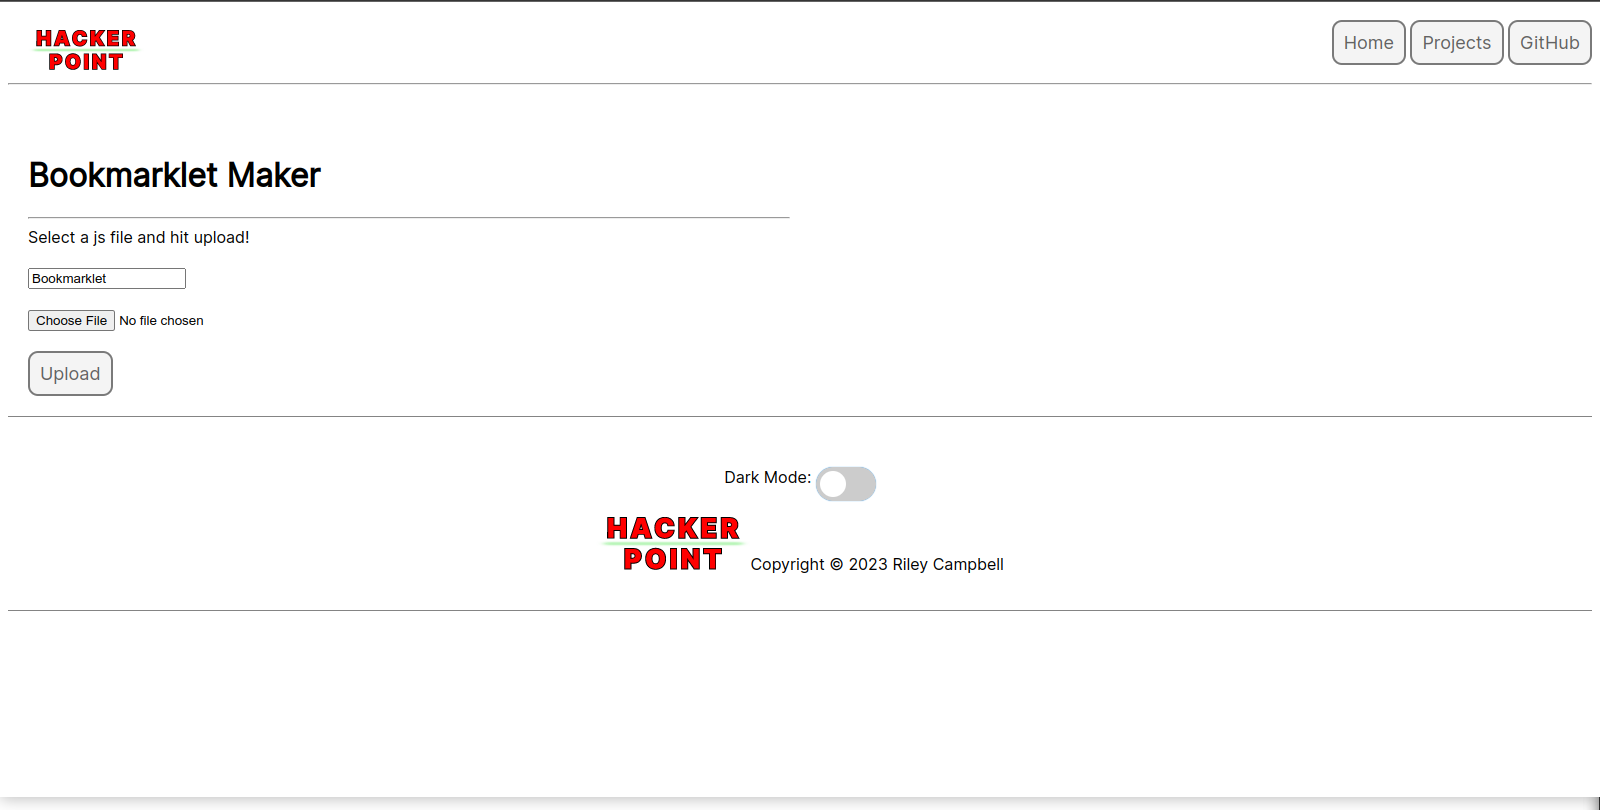 HACKER
POINT
Home Projects GitHub
Bookmarklet Maker
Select a js file and hit upload!
Bookmarklet
Choose File No file chosen
Upload
Dark Mode:
HACKER
POINT
Copyright © 2023 Riley Campbell